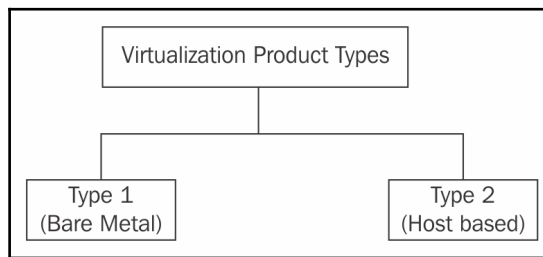 Virtualization Product Types
Type 1
(Bare Metal)
Type 2
(Host based)